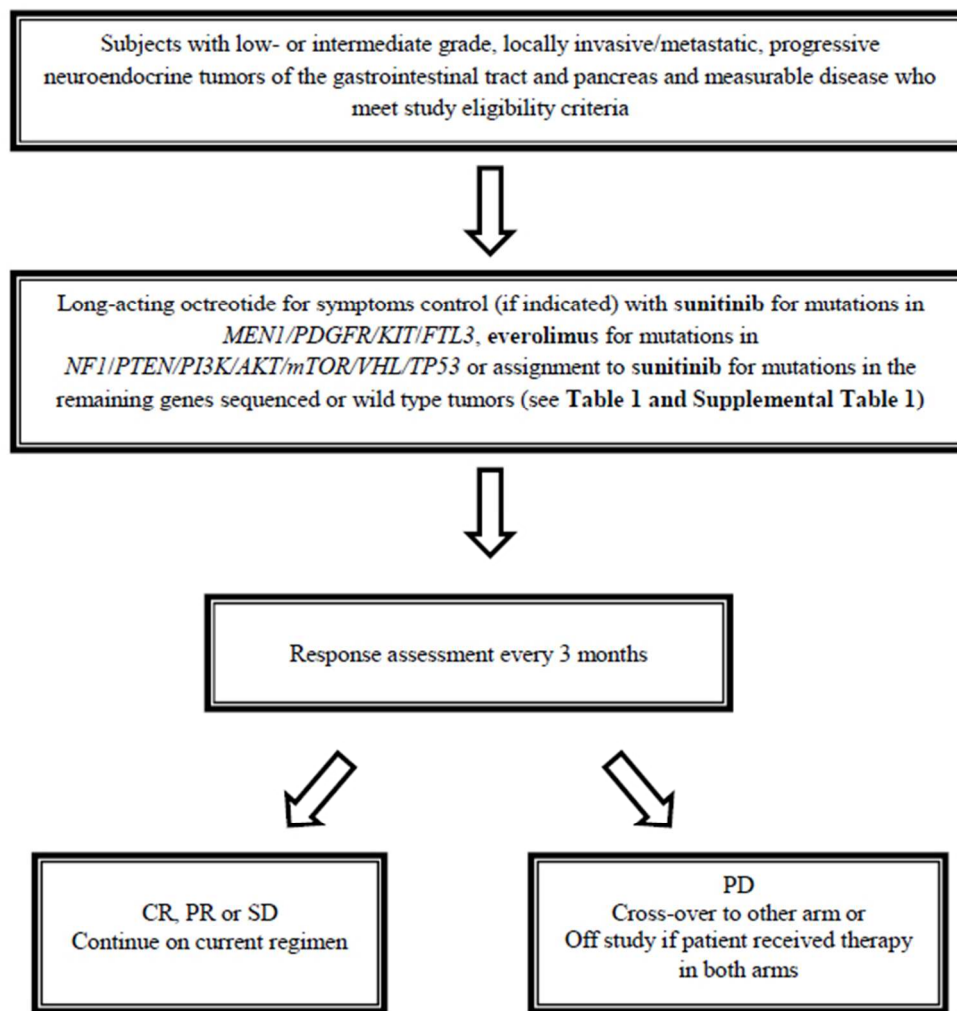 Subjects with low- or intermediate grade, locally invasive/metastatic, progressive
neuroendocrine tumors of the gastrointestinal tract and pancreas and measurable disease who
meet study eligibility criteria
Long-acting octreotide for symptoms control (if indicated) with sunitinib for mutations in
MEN1/PDGFR/KIT/FTL3, everolimus for mutations in
NF1/PTEN/PI3K/AKT/mTOR/VHL/TP53 or assignment to sunitinib for mutations in the
remaining genes sequenced or wild type tumors (see Table 1 and Supplemental Table 1)
Response assessment every 3 months
CR, PR or SD
Continue on current regimen
PD
Cross-over to other arm or
Off study if patient received therapy
in both arms